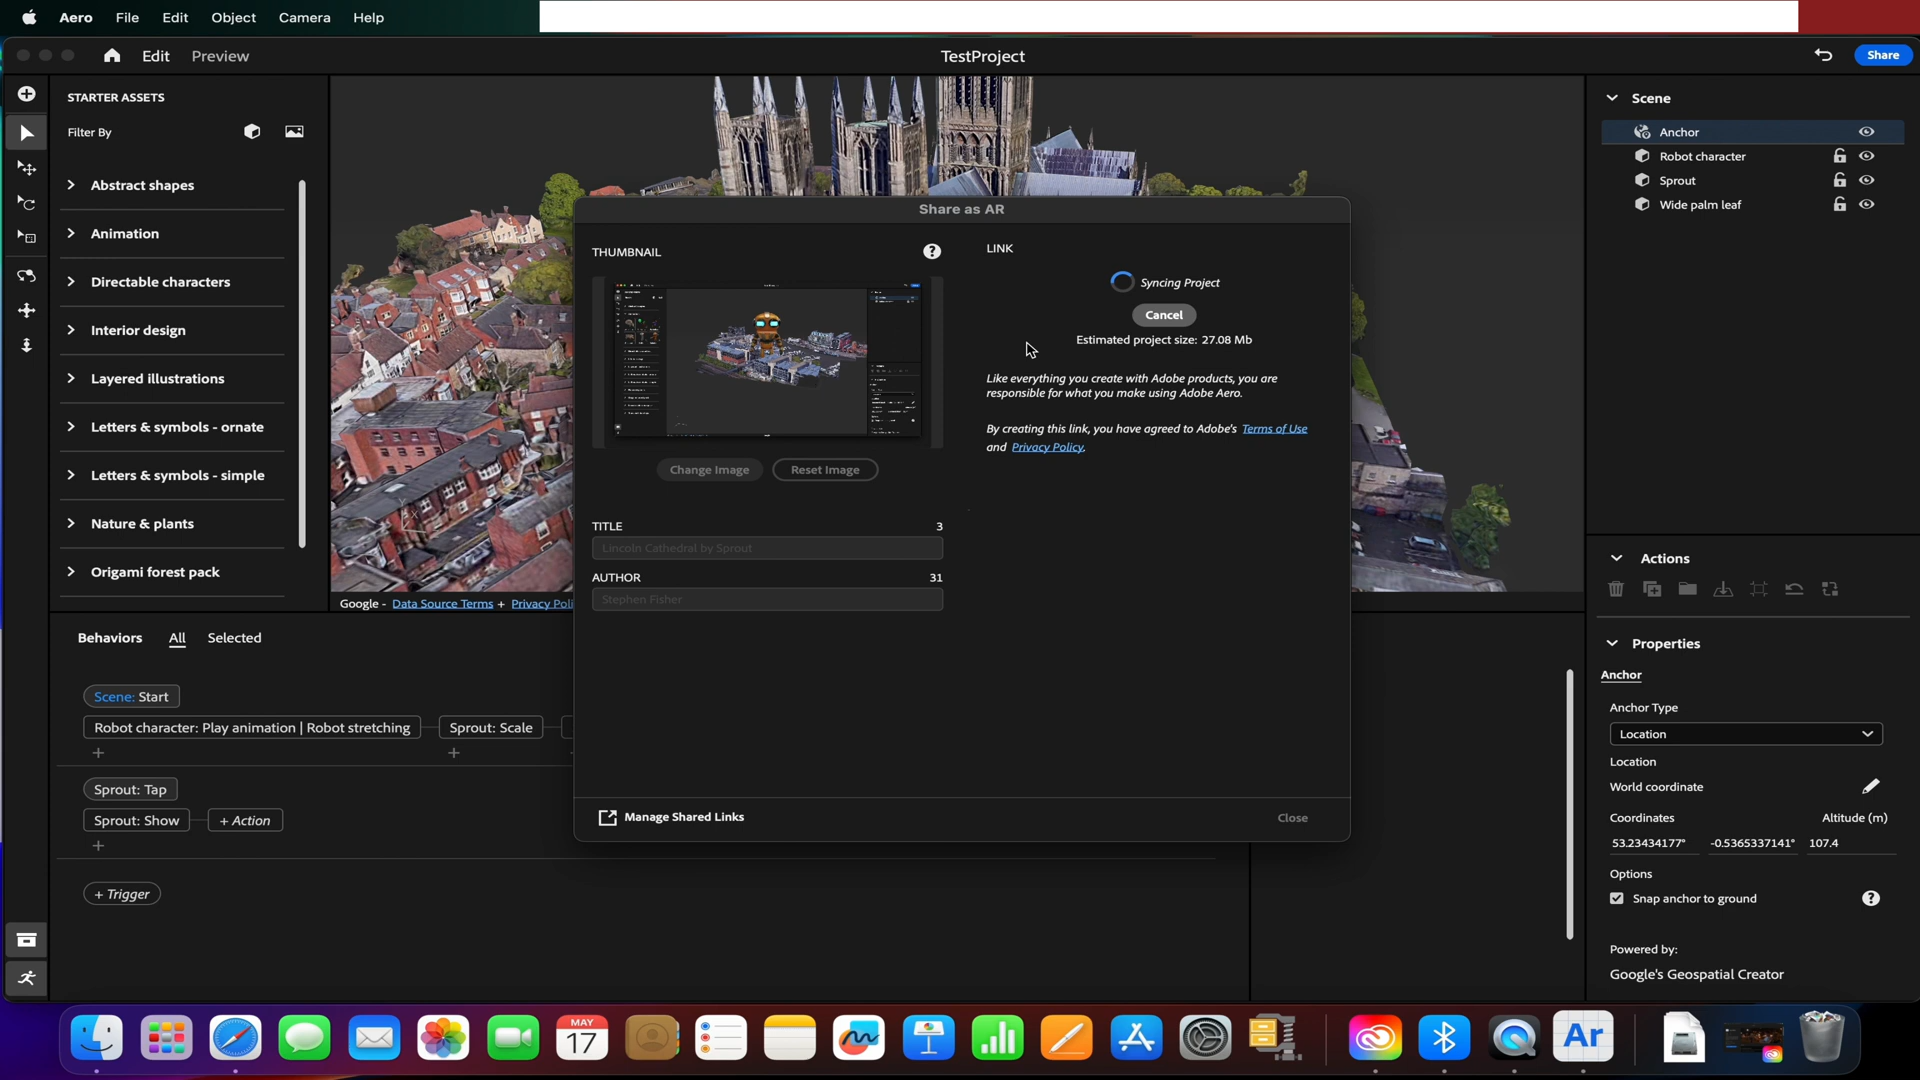 Aero File Edit Object Camera Help
Edit Preview
TestProject
Share
STARTER ASSETS
Filter By
Abstract shapes
Animation
Directable characters
Interior design
Layered illustrations
Letters & symbols - ornate
Letters & symbols - simple
Nature & plants
Origami forest pack
Google - Data Source Terms + Privacy Poli
Share as AR
THUMBNAIL
?
Change Image
Reset Image
TITLE 3
Lincoln Cathedral by Sprout
AUTHOR 31
Stephen Fisher
LINK
Syncing Project
Cancel
Estimated project size: 27.08 Mb
Like everything you create with Adobe products, you are
responsible for what you make using Adobe Aero.
By creating this link, you have agreed to Adobe's Terms of Use
and Privacy Policy.
Manage Shared Links
Close
Scene
Anchor
Robot character
Sprout
Wide palm leaf
Actions
Properties
Anchor
Anchor Type
Location
Location
World coordinate
Coordinates Altitude (m)
53.23434177° -0.5365337141° 107.4
Options
Snap anchor to ground
?
Powered by:
Google's Geospatial Creator
Behaviors All Selected
Scene: Start
Robot character: Play animation | Robot stretching
Sprout: Scale
Sprout: Tap
Sprout: Show
+ Action
+ Trigger
MAY
17
Ar